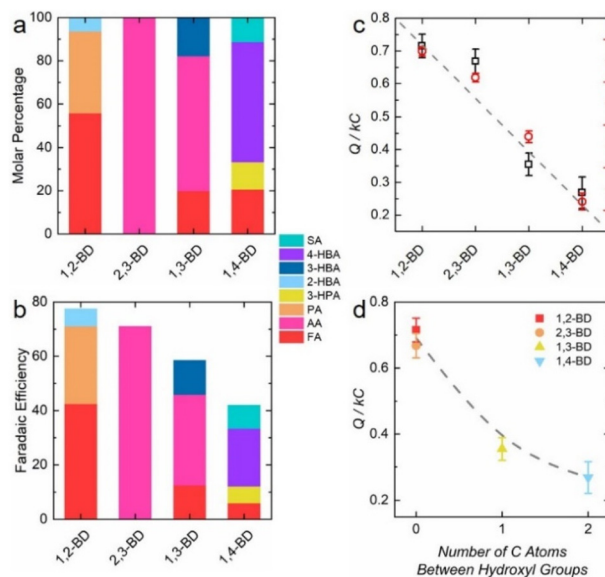 a
100
80
60
40
20
0
Molar Percentage
1,2-BD
2,3-BD
1,3-BD
1,4-BD
SA
4-HBA
3-HBA
2-HBA
3-HPA
PA
AA
FA
b
80
60
40
20
0
Faradaic Efficiency
1,2-BD
2,3-BD
1,3-BD
1,4-BD
c
0.8
0.7
0.6
0.5
0.4
0.3
0.2
Q / kC
1,2-BD
2,3-BD
1,3-BD
1,4-BD
d
0.8
0.6
0.4
0.2
Q / kC
1,2-BD
2,3-BD
1,3-BD
1,4-BD
0
1
2
Number of C Atoms
Between Hydroxyl Groups